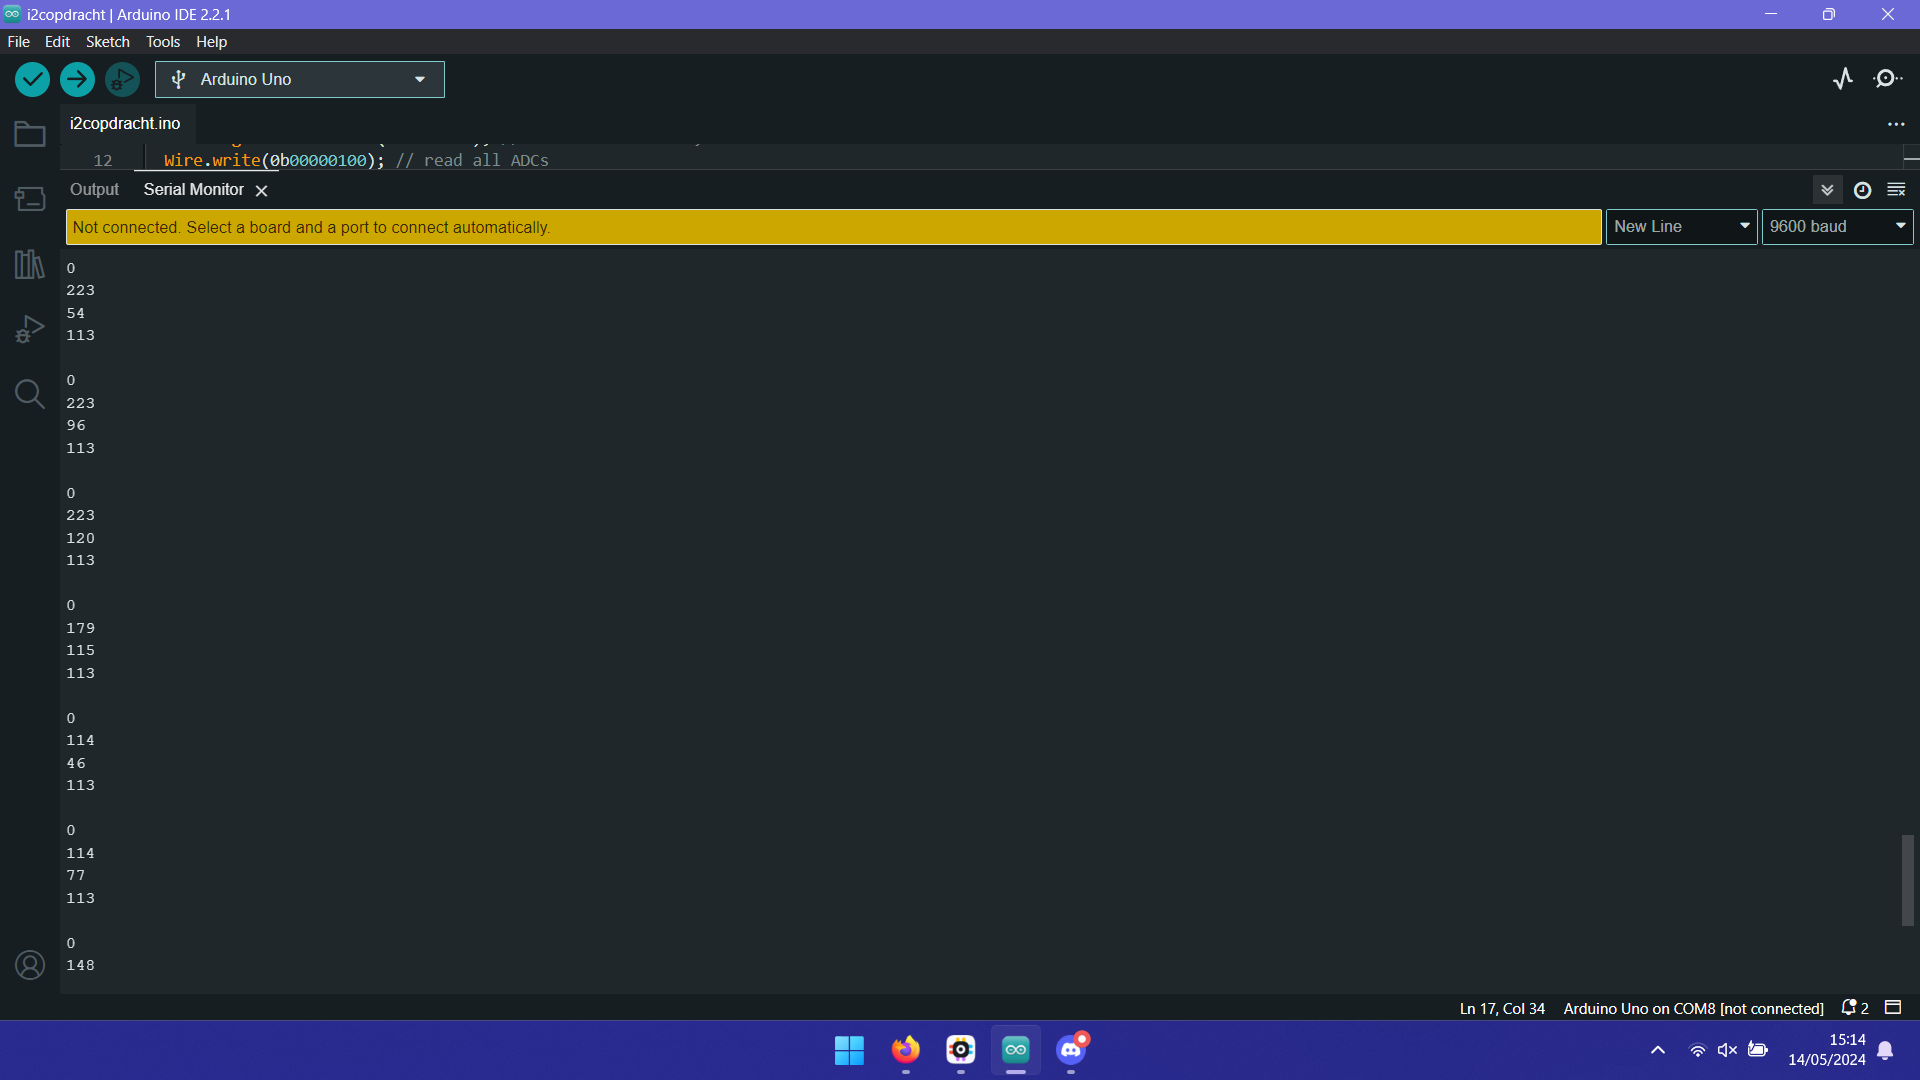 i2copdracht | Arduino IDE 2.2.1
File Edit Sketch Tools Help
Arduino Uno
i2copdracht.ino
12 Wire.write(0b00000100); // read all ADCs
Output Serial Monitor
Not connected. Select a board and a port to connect automatically.
New Line
9600 baud
0
223
54
113
0
223
96
113
0
223
120
113
0
179
115
113
0
114
46
113
0
114
77
113
0
148
Ln 17, Col 34 Arduino Uno on COM8 [not connected] 2
15:14
14/05/2024